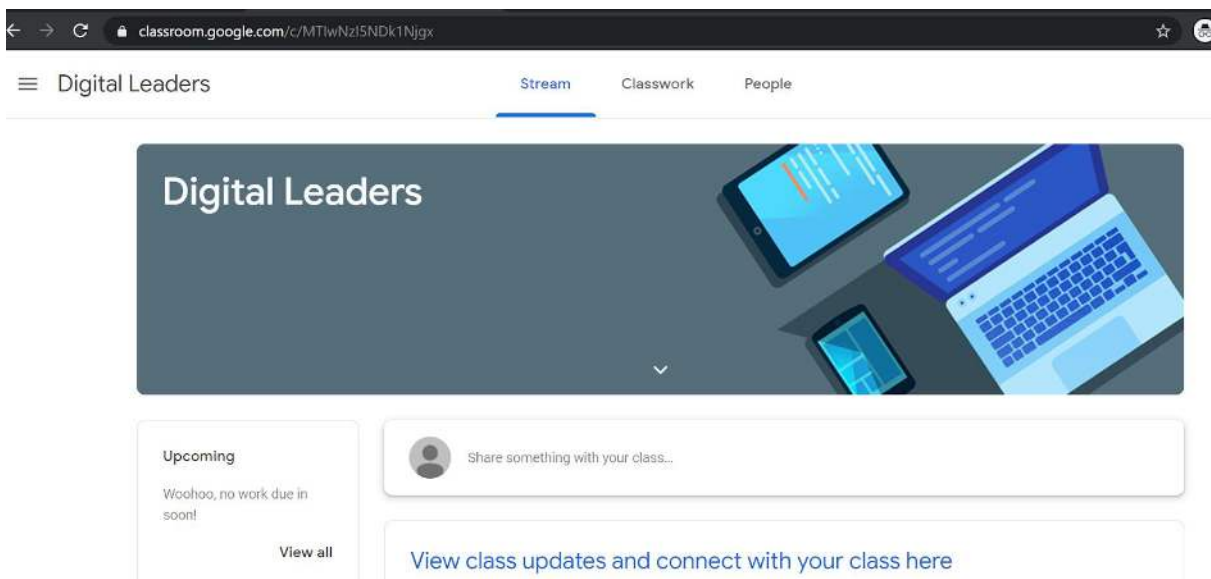 classroom.google.com/c/MTIwNzI5NDk1Njgx
Digital Leaders
Stream Classwork People
Digital Leaders
Upcoming
Woohoo, no work due in
soon!
View all
Share something with your class...
View class updates and connect with your class here